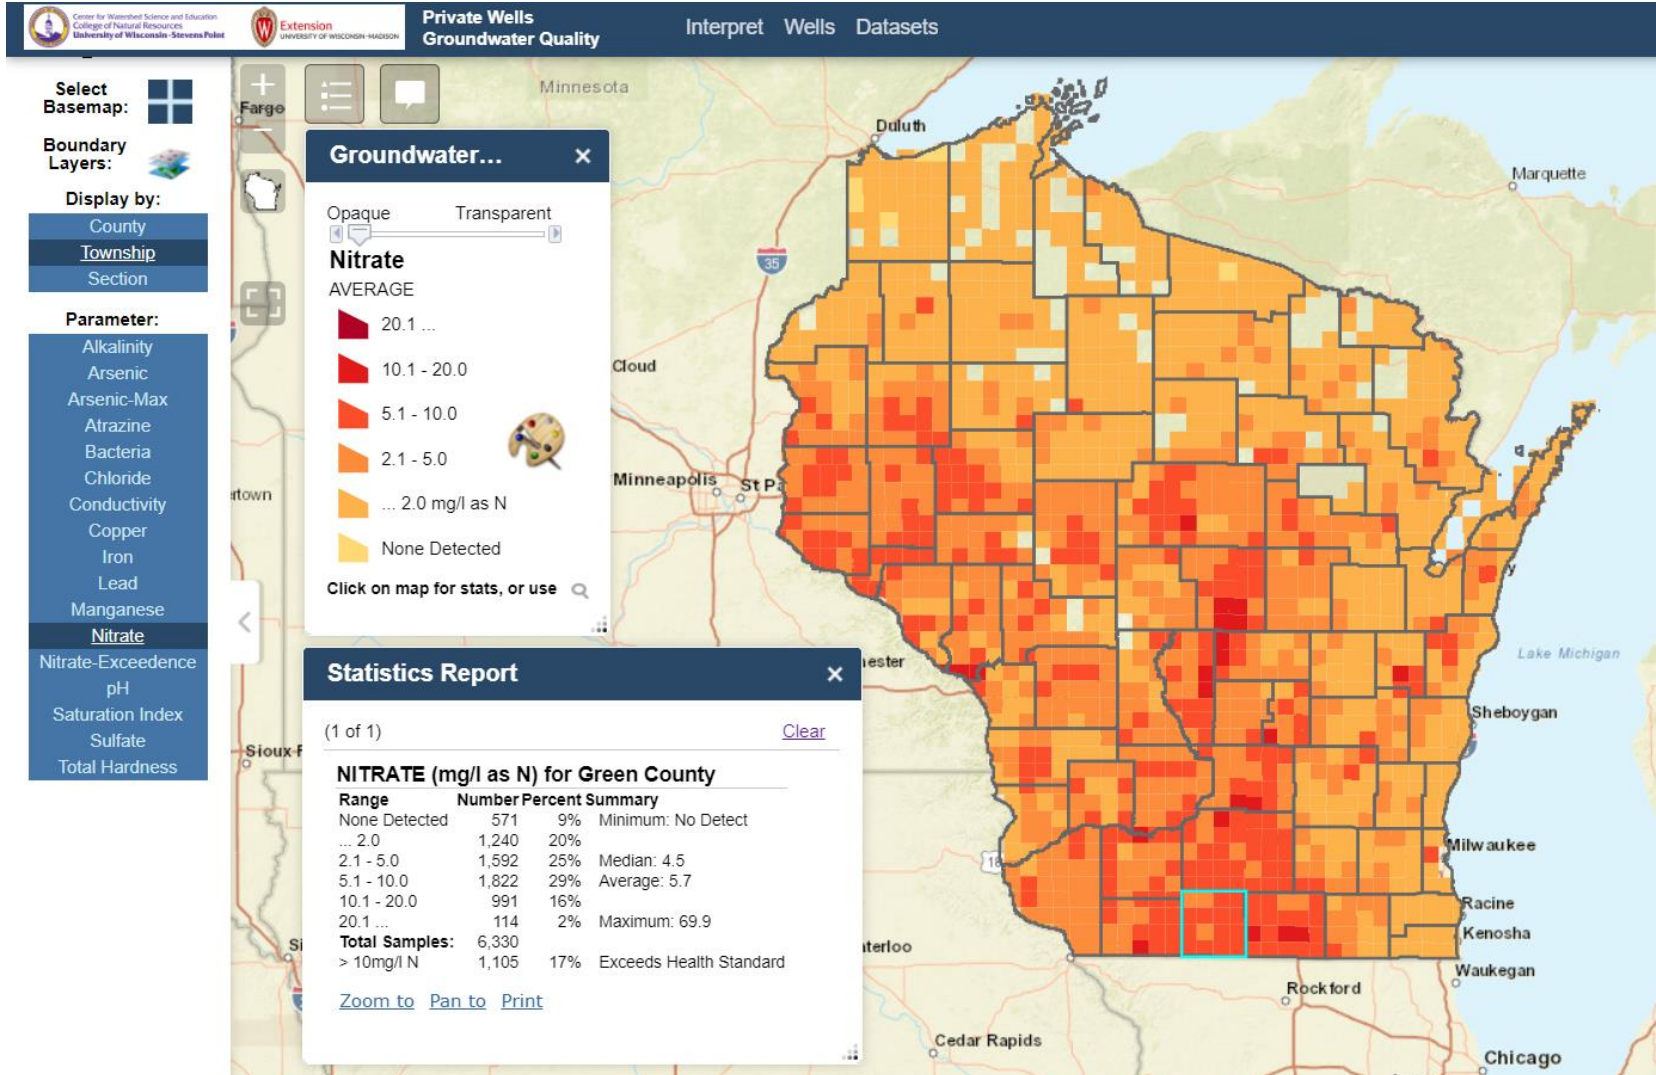 Center for Watershed Science and Education
College of Natural Resources
University of Wisconsin-Stevens Point
Extension
UNIVERSITY OF WISCONSIN-MADISON
Private Wells
Groundwater Quality
Interpret Wells Datasets
Select
Basemap:
Boundary
Layers:
Display by:
County
Township
Section
Parameter:
Alkalinity
Arsenic
Arsenic-Max
Atrazine
Bacteria
Chloride
Conductivity
Copper
Iron
Lead
Manganese
Nitrate
Nitrate-Exceedence
pH
Saturation Index
Sulfate
Total Hardness
Groundwater... ×
Opaque Transparent
Nitrate
AVERAGE
20.1 ...
10.1 - 20.0
5.1 - 10.0
2.1 - 5.0
... 2.0 mg/l as N
None Detected
Click on map for stats, or use
Statistics Report ×
(1 of 1) Clear
NITRATE (mg/l as N) for Green County
Range Number Percent Summary
None Detected 571 9% Minimum: No Detect
... 2.0 1,240 20%
2.1 - 5.0 1,592 25% Median: 4.5
5.1 - 10.0 1,822 29% Average: 5.7
10.1 - 20.0 991 16%
20.1 ... 114 2% Maximum: 69.9
Total Samples: 6,330
> 10mg/l N 1,105 17% Exceeds Health Standard
Zoom to Pan to Print
Fargo
Minnesota
Duluth
Marquette
35
Cloud
Minneapolis
St Pa
rtown
Lake Michigan
ester
Sheboygan
Sioux F
Milwaukee
18
Racine
Kenosha
aterloo
Si
Waukegan
Rockford
Cedar Rapids
Chicago